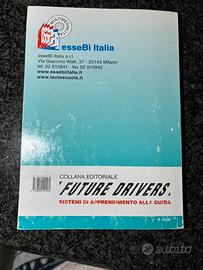 esseBi Italia
esseBi Italia s.r.l.
Via Giacomo Watt, 37 - 20143 Milano
tel. 02 810941 - fax 02 810942
www.essebiitalia.it
www.lautoscuola.it
COLLANA EDITORIALE
"FUTURE DRIVERS"
SISTEMI DI APPRENDIMENTO ALLA GUIDA
subito